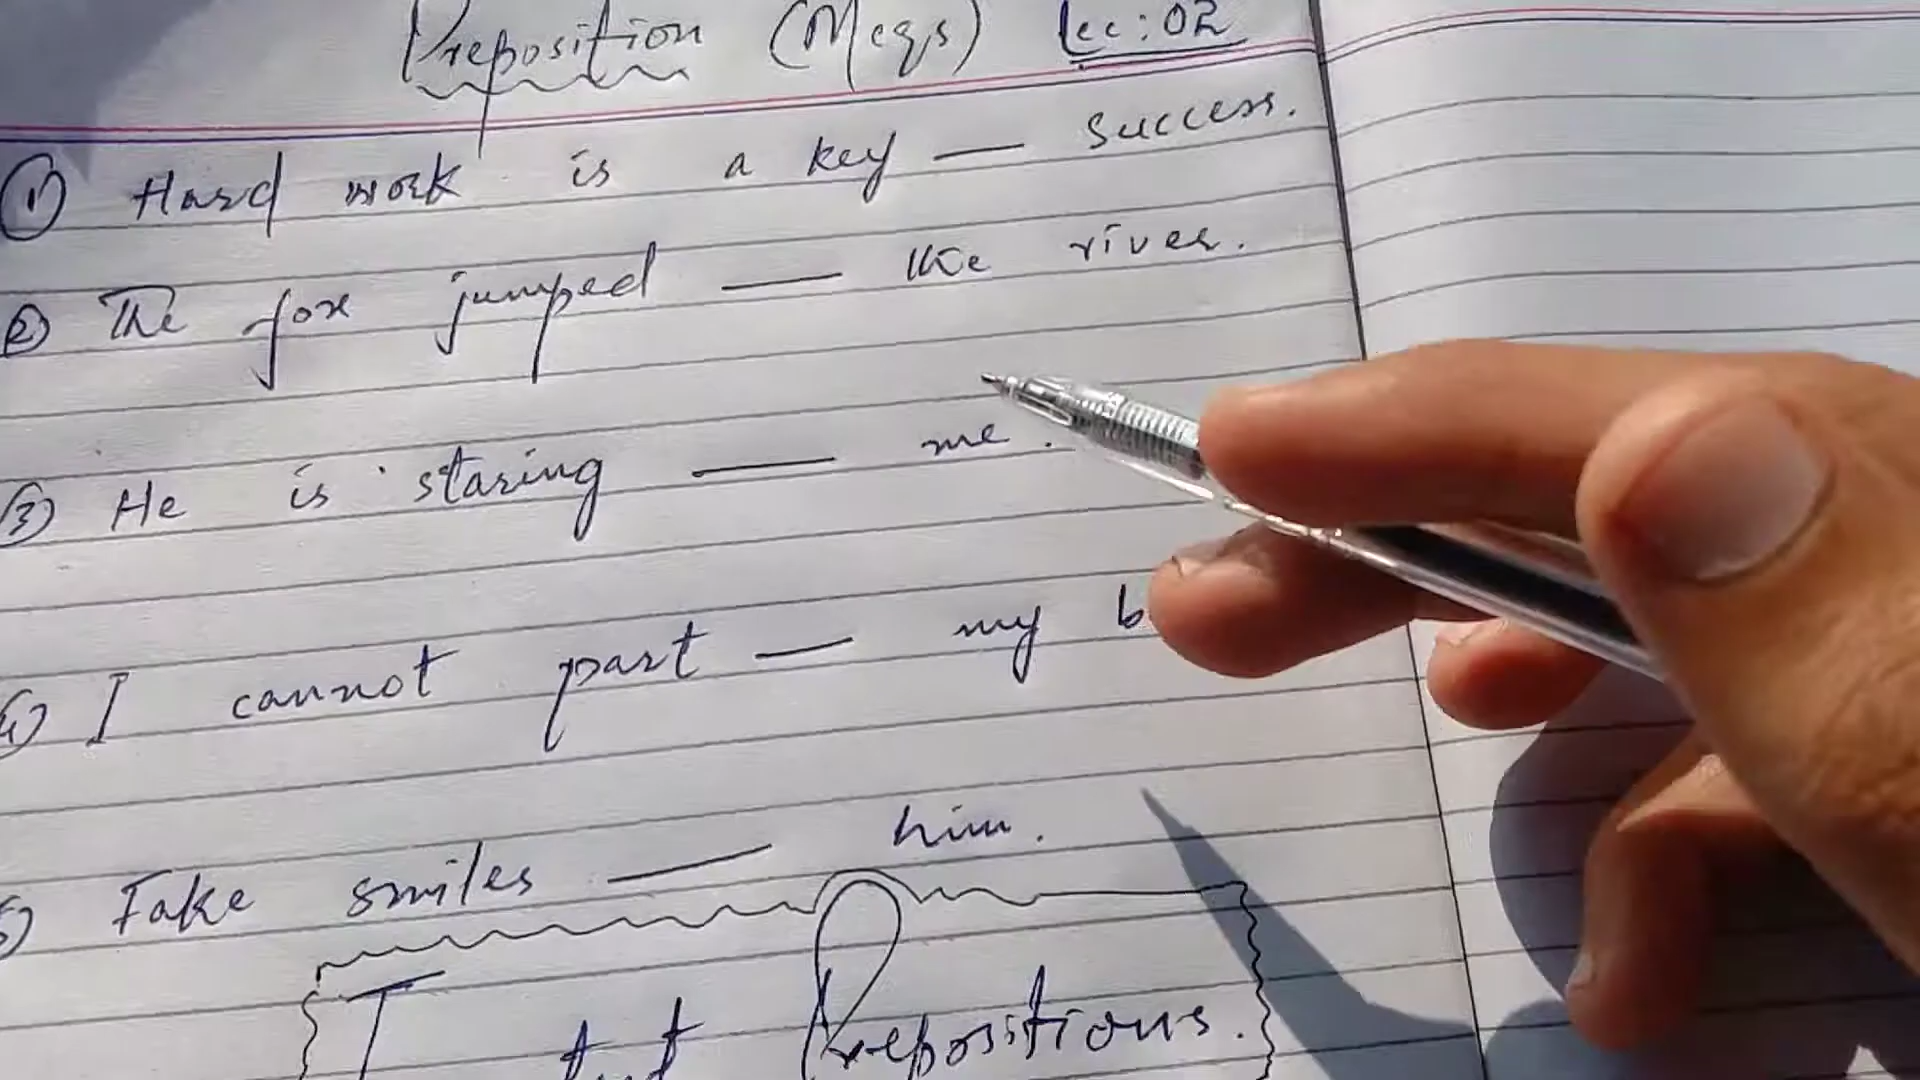 Preposition (Mcqs) Lec: 02
① Hard work is a key — success.
② The fox jumped — the river.
③ He is staring — me.
④ I cannot part — my b
⑤ Fake smiles — him.
Prepositions.